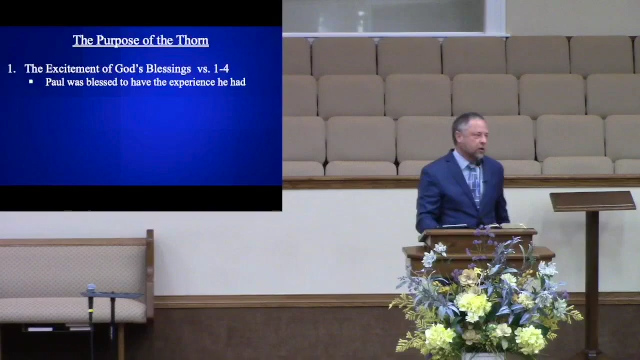 The Purpose of the Thorn
1. The Excitement of God's Blessings vs. 1-4
▪ Paul was blessed to have the experience he had